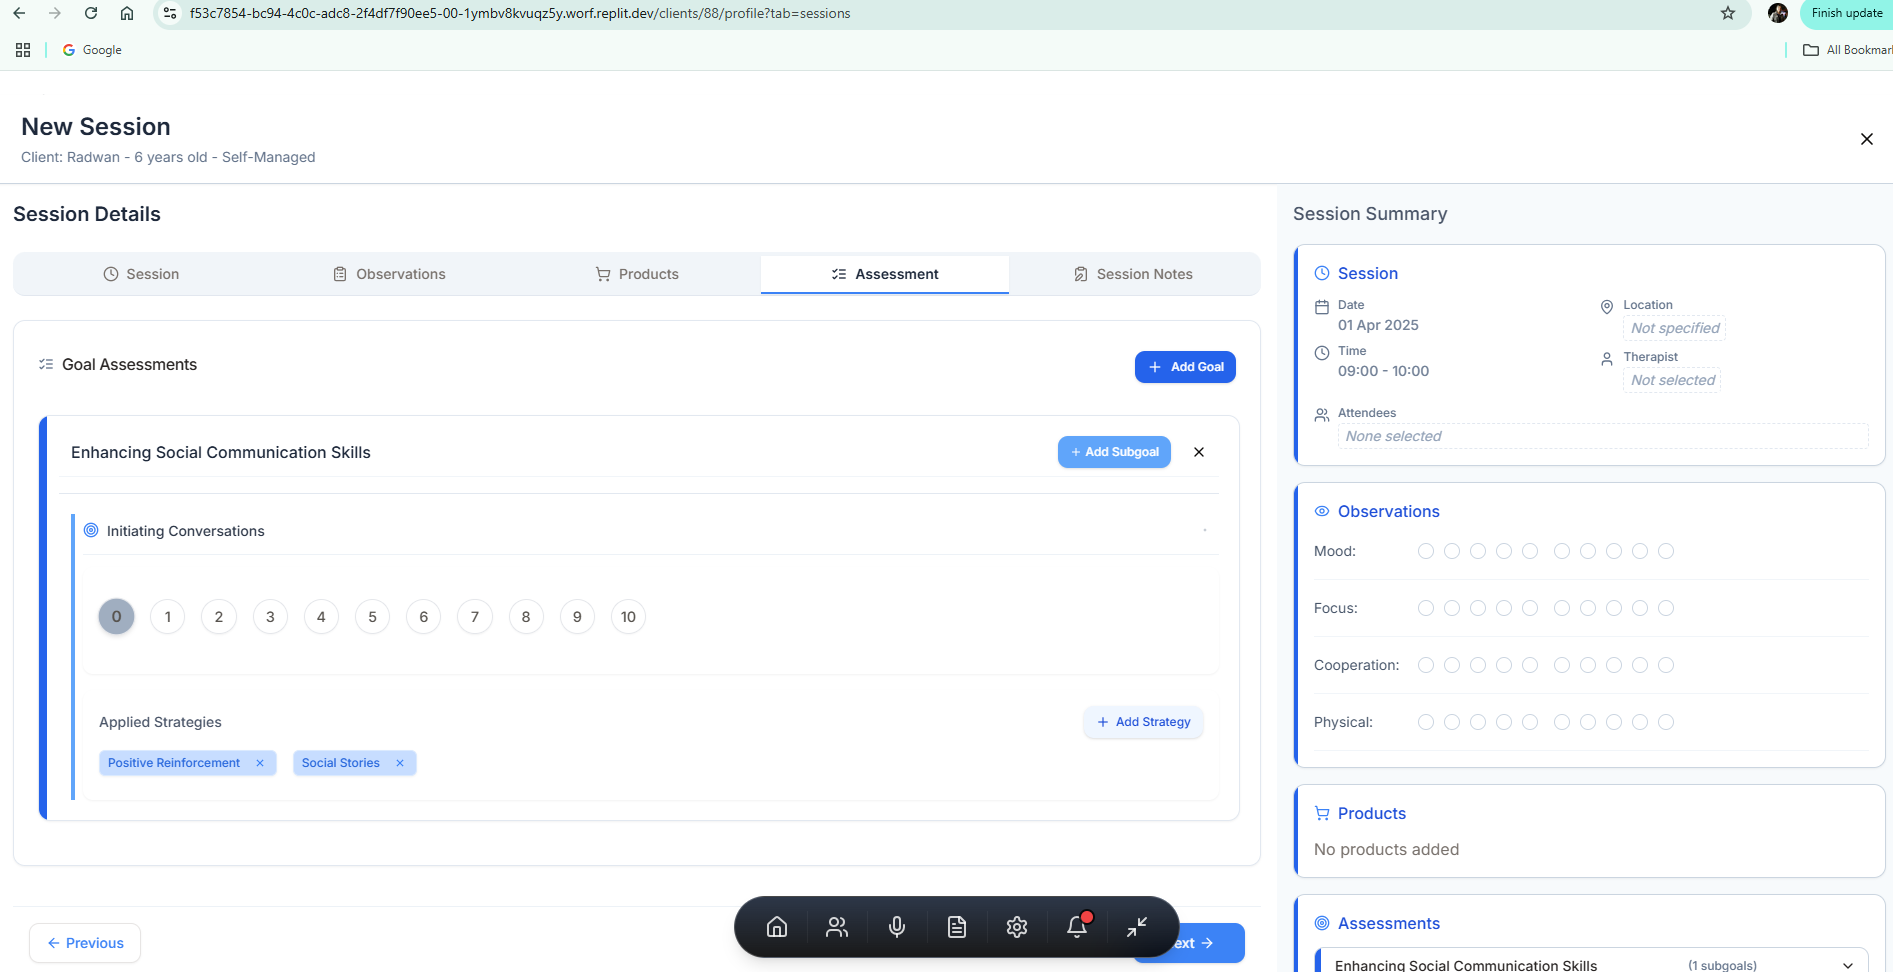 f53c7854-bc94-4c0c-adc8-2f4df7f90ee5-00-1ymbv8kvuqz5y.worf.replit.dev/clients/88/profile?tab=sessions
Finish update
Google
All Bookmar
New Session
Client: Radwan - 6 years old - Self-Managed
Session Details
Session
Observations
Products
Assessment
Session Notes
Goal Assessments
+ Add Goal
Enhancing Social Communication Skills
+ Add Subgoal
Initiating Conversations
0 1 2 3 4 5 6 7 8 9 10
Applied Strategies
+ Add Strategy
Positive Reinforcement ×
Social Stories ×
← Previous
ext →
Session Summary
Session
Date
01 Apr 2025
Location
Not specified
Time
09:00 - 10:00
Therapist
Not selected
Attendees
None selected
Observations
Mood:
Focus:
Cooperation:
Physical:
Products
No products added
Assessments
Enhancing Social Communication Skills (1 subgoals)